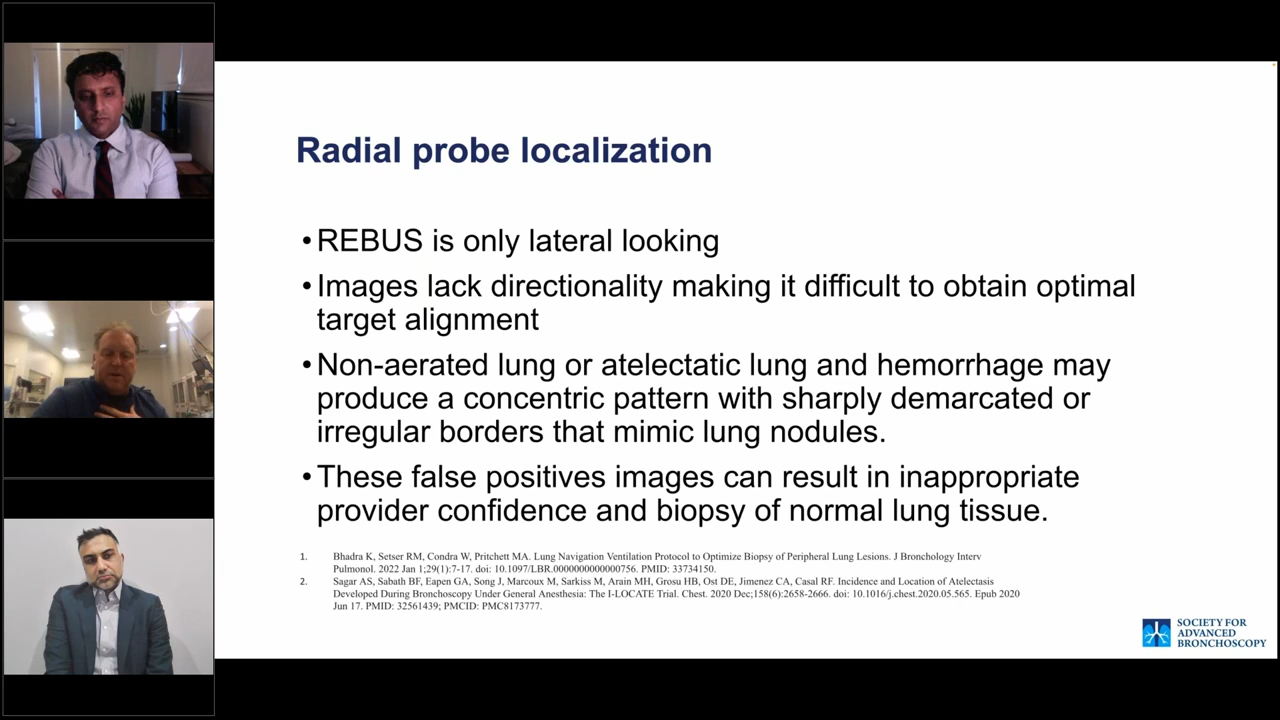 Radial probe localization
•REBUS is only lateral looking
•Images lack directionality making it difficult to obtain optimal
target alignment
•Non-aerated lung or atelectatic lung and hemorrhage may
produce a concentric pattern with sharply demarcated or
irregular borders that mimic lung nodules.
•These false positives images can result in inappropriate
provider confidence and biopsy of normal lung tissue.
1. Bhadra K, Setser RM, Condra W, Pritchett MA. Lung Navigation Ventilation Protocol to Optimize Biopsy of Peripheral Lung Lesions. J Bronchology Interv
Pulmonol. 2022 Jan 1;29(1):7-17. doi: 10.1097/LBR.0000000000000756. PMID: 33734150.
2. Sagar AS, Sabath BF, Eapen GA, Song J, Marcoux M, Sarkiss M, Arain MH, Grosu HB, Ost DE, Jimenez CA, Casal RF. Incidence and Location of Atelectasis
Developed During Bronchoscopy Under General Anesthesia: The I-LOCATE Trial. Chest. 2020 Dec;158(6):2658-2666. doi: 10.1016/j.chest.2020.05.565. Epub 2020
Jun 17. PMID: 32561439; PMCID: PMC8173777.
SOCIETY FOR
ADVANCED
BRONCHOSCOPY